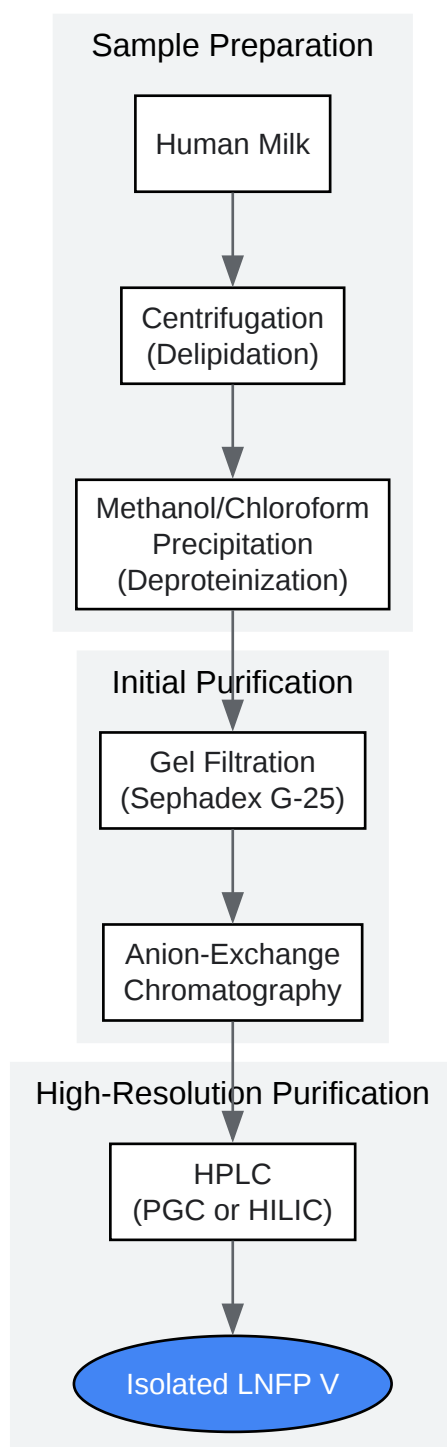 Sample Preparation
Human Milk
Centrifugation
(Delipidation)
Methanol/Chloroform
Precipitation
(Deproteinization)
Initial Purification
Gel Filtration
(Sephadex G-25)
Anion-Exchange
Chromatography
High-Resolution Purification
HPLC
(PGC or HILIC)
Isolated LNFP V